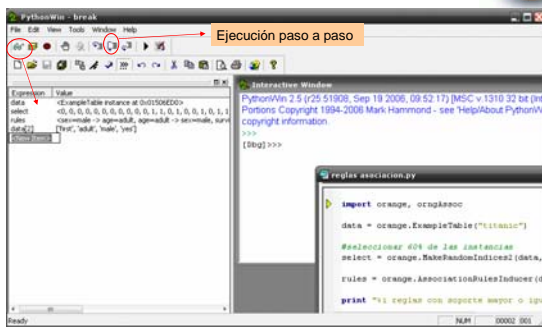 PythonWin - break
File Edit View Tools Window Help
Ejecución paso a paso
Expression Value
data <ExampleTable instance at 0x01506ED0>
select <0, 0, 0, 0, 0, 0, 0, 0, 0, 0, 1, 1, 0, 1, 0, 0, 1, 0, 1, 1
rules <sex=male -> age=adult, age=adult -> sex=male, survi
data[2] ['first', 'adult', 'male', 'yes']
<New Item>
Interactive Window
PythonWin 2.5 (r25:51908, Sep 19 2006, 09:52:17) [MSC v.1310 32 bit (Int
Portions Copyright 1994-2006 Mark Hammond - see 'Help/About PythonW
copyright information.
>>>
[Dbg]>>>
reglas asociacion.py
import orange, orngAssoc
data = orange.ExampleTable("titanic")
#seleccionar 60% de las instancias
select = orange.MakeRandomIndices2(data,
rules = orange.AssociationRulesInducer(d
print "%i reglas con soporte mayor o igu
Ready
NUM 00002 001